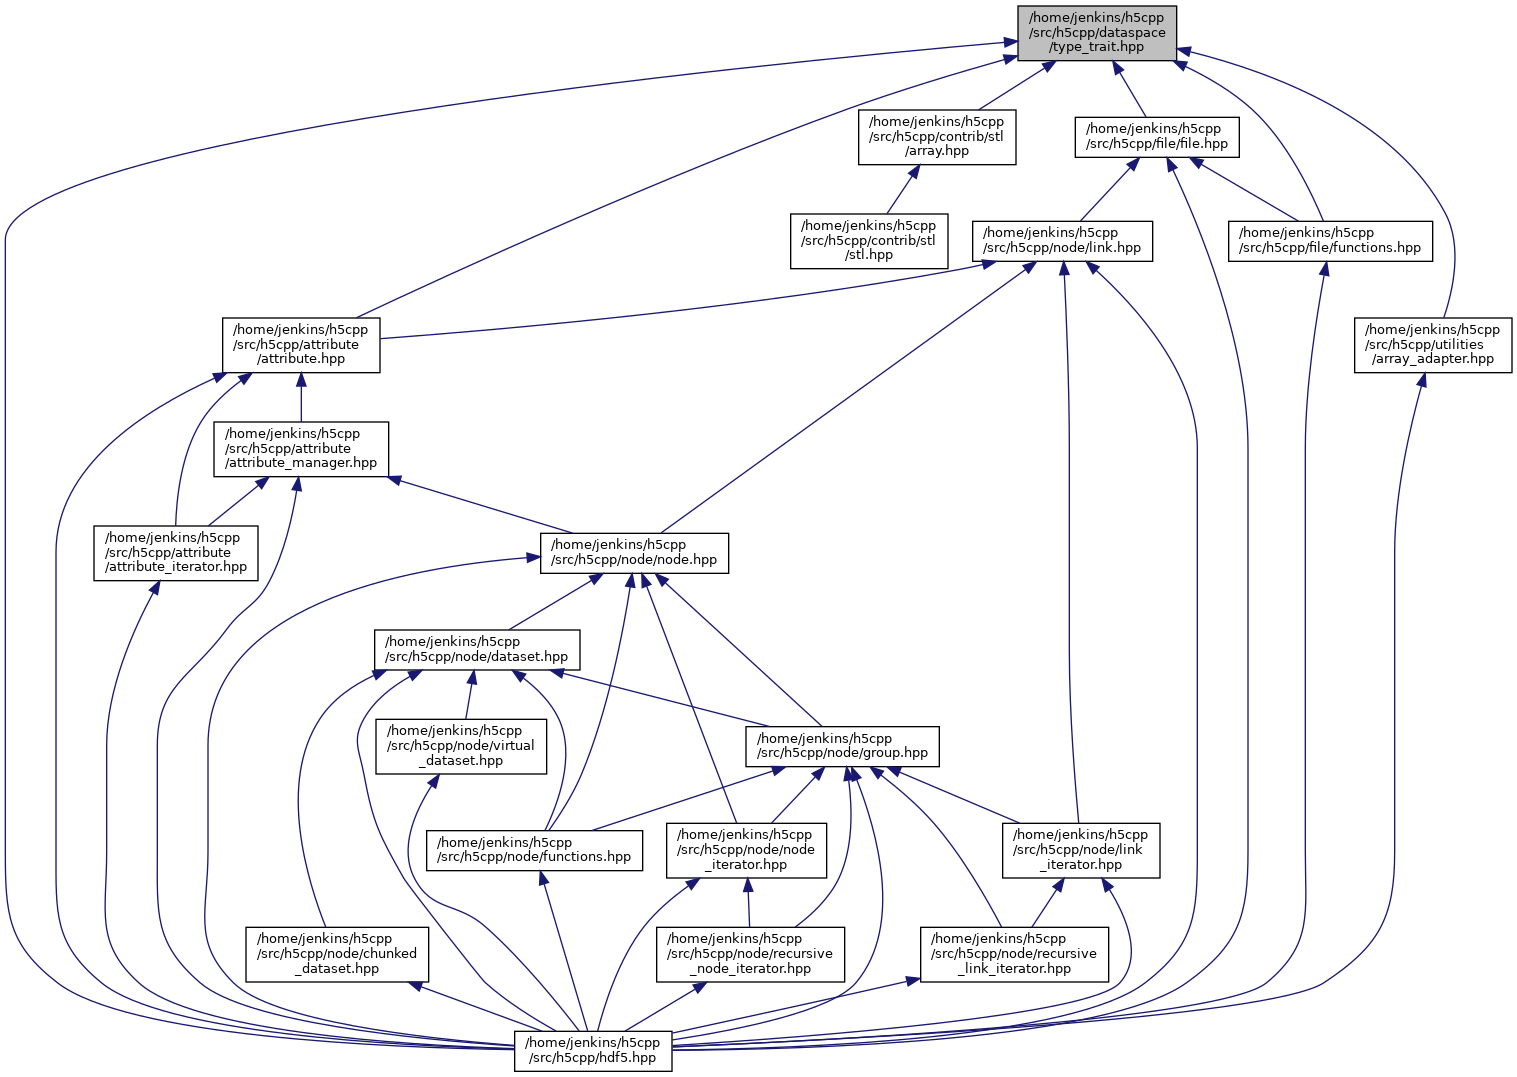 /home/jenkins/h5cpp
/src/h5cpp/dataspace
/type_trait.hpp
/home/jenkins/h5cpp
/src/h5cpp/contrib/stl
/array.hpp
/home/jenkins/h5cpp
/src/h5cpp/file/file.hpp
/home/jenkins/h5cpp
/src/h5cpp/contrib/stl
/stl.hpp
/home/jenkins/h5cpp
/src/h5cpp/node/link.hpp
/home/jenkins/h5cpp
/src/h5cpp/file/functions.hpp
/home/jenkins/h5cpp
/src/h5cpp/attribute
/attribute.hpp
/home/jenkins/h5cpp
/src/h5cpp/utilities
/array_adapter.hpp
/home/jenkins/h5cpp
/src/h5cpp/attribute
/attribute_manager.hpp
/home/jenkins/h5cpp
/src/h5cpp/attribute
/attribute_iterator.hpp
/home/jenkins/h5cpp
/src/h5cpp/node/node.hpp
/home/jenkins/h5cpp
/src/h5cpp/node/dataset.hpp
/home/jenkins/h5cpp
/src/h5cpp/node/virtual
_dataset.hpp
/home/jenkins/h5cpp
/src/h5cpp/node/group.hpp
/home/jenkins/h5cpp
/src/h5cpp/node/functions.hpp
/home/jenkins/h5cpp
/src/h5cpp/node/node
_iterator.hpp
/home/jenkins/h5cpp
/src/h5cpp/node/link
_iterator.hpp
/home/jenkins/h5cpp
/src/h5cpp/node/chunked
_dataset.hpp
/home/jenkins/h5cpp
/src/h5cpp/node/recursive
_node_iterator.hpp
/home/jenkins/h5cpp
/src/h5cpp/node/recursive
_link_iterator.hpp
/home/jenkins/h5cpp
/src/h5cpp/hdf5.hpp